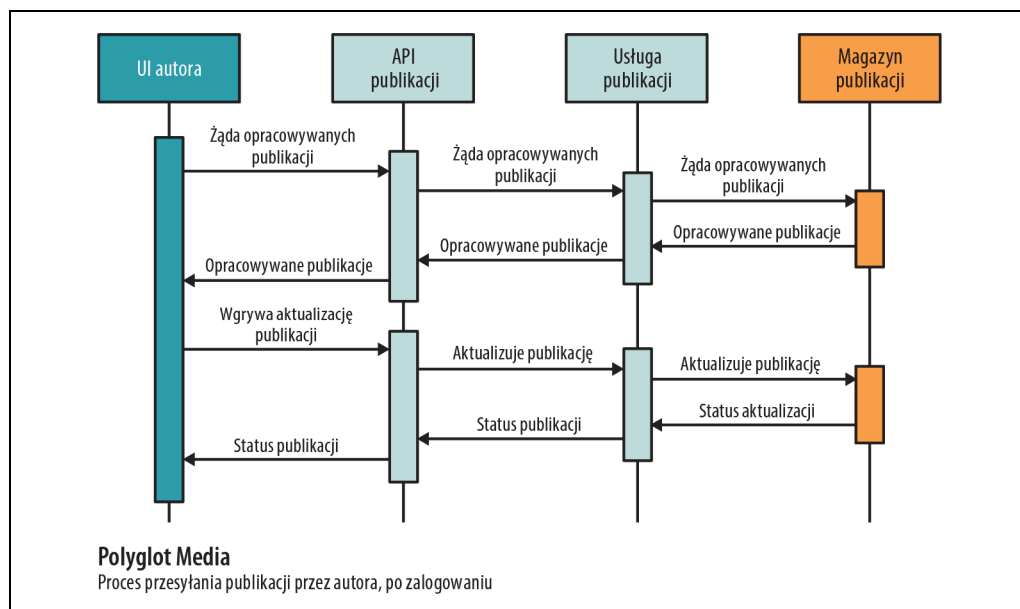 UI autora
API
publikacji
Usługa
publikacji
Magazyn
publikacji
Żąda opracowywanych
publikacji
Żąda opracowywanych
publikacji
Żąda opracowywanych
publikacji
Opracowywane publikacje
Opracowywane publikacje
Opracowywane publikacje
Wgrywa aktualizację
publikacji
Aktualizuje publikację
Aktualizuje publikację
Status aktualizacji
Status publikacji
Status publikacji
Polyglot Media
Proces przesyłania publikacji przez autora, po zalogowaniu